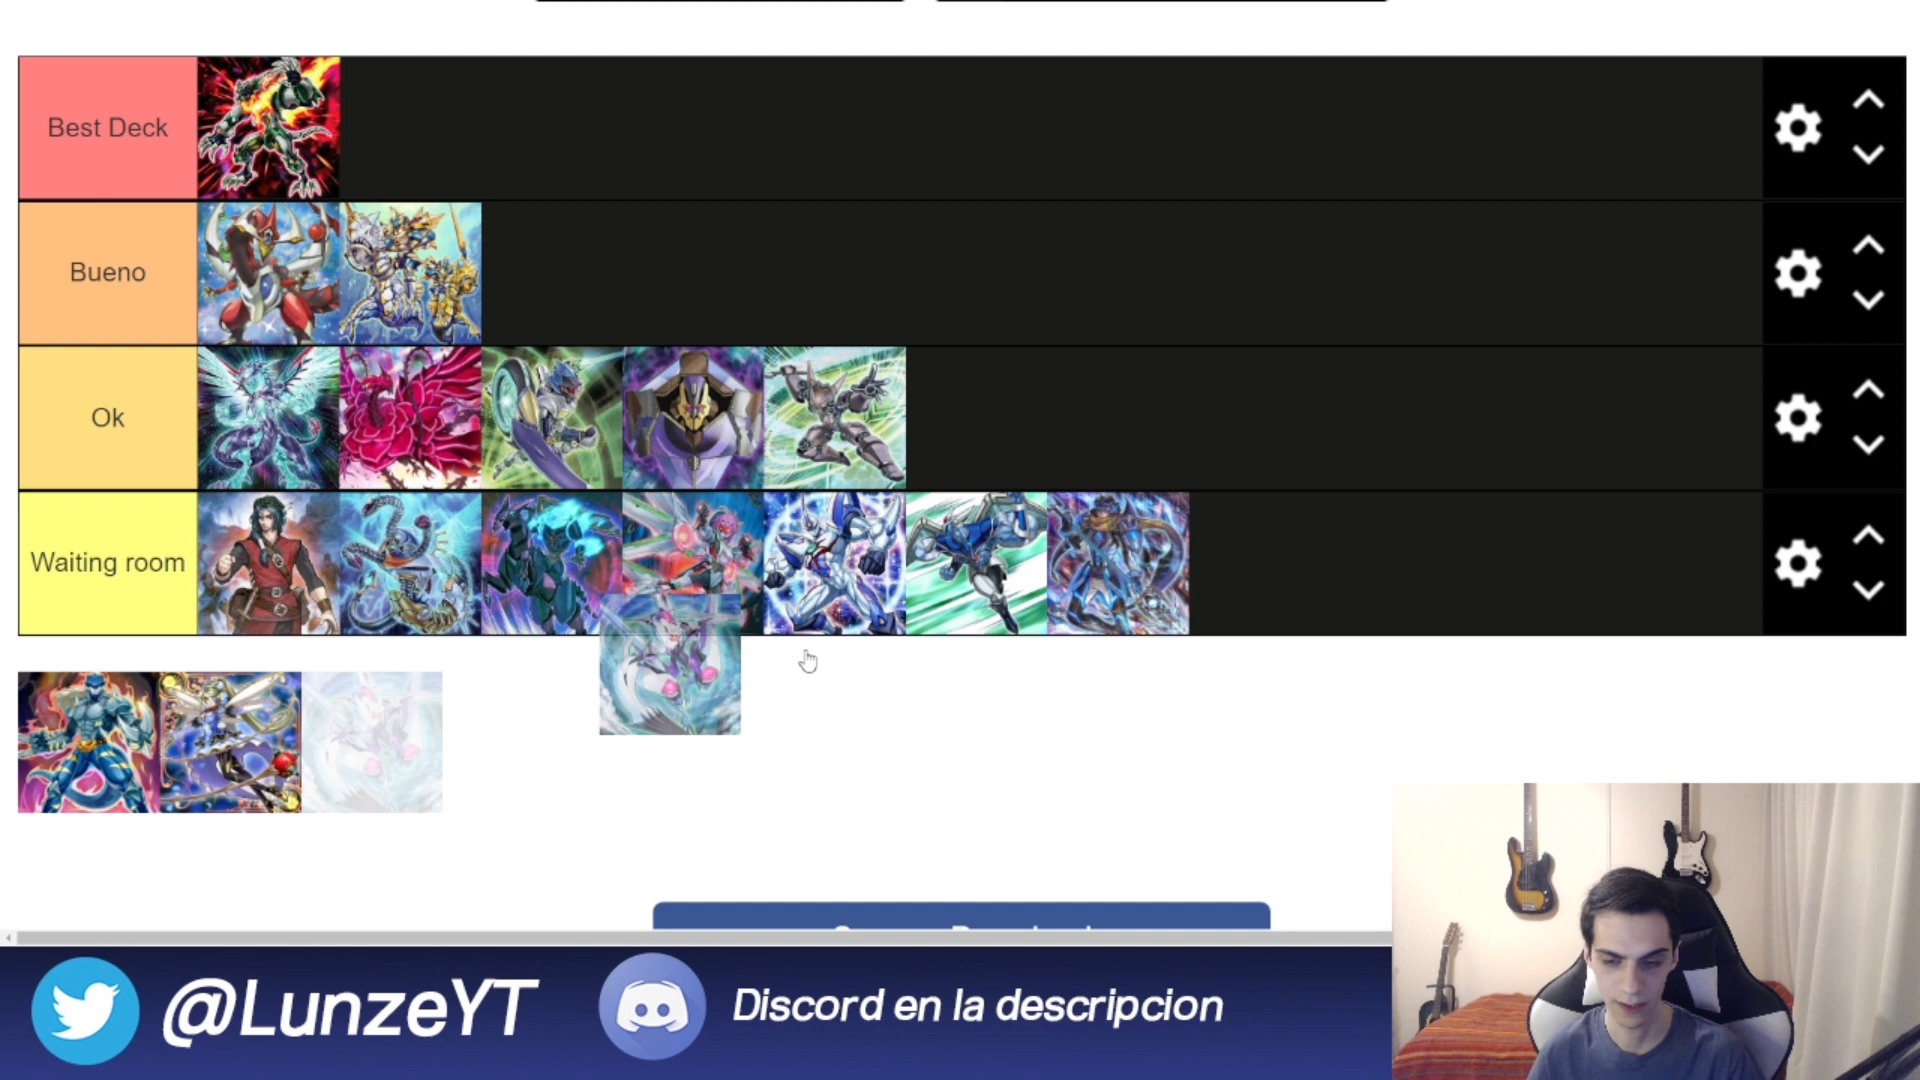 Best Deck
Bueno
Ok
Waiting room
@LunzeYT
Discord en la descripcion